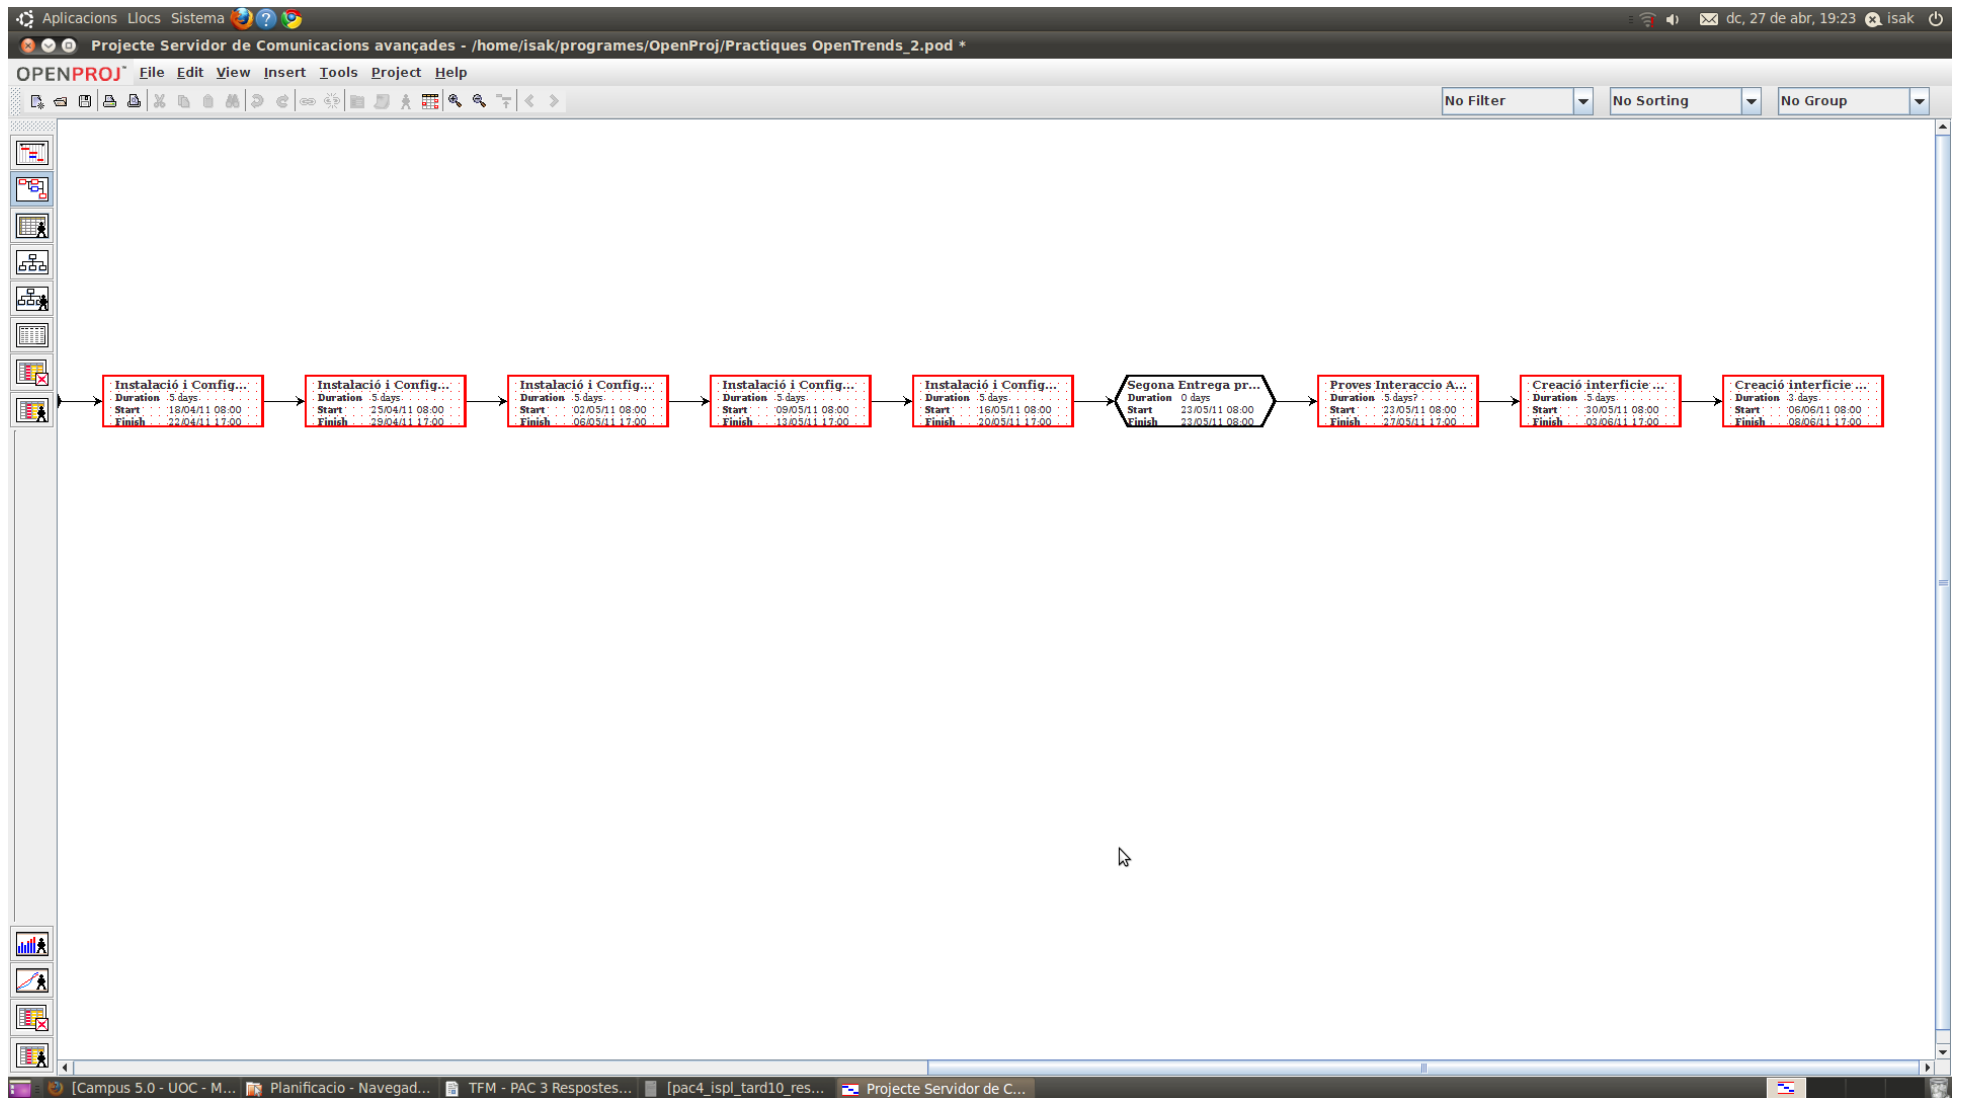 Aplicacions Llocs Sistema
dc, 27 de abr, 19:23 isak
Projecte Servidor de Comunicacions avançades - /home/isak/programes/OpenProj/Practiques OpenTrends_2.pod *
OPENPROJ File Edit View Insert Tools Project Help
No Filter No Sorting No Group
Instalació i Config...
Duration 5 days
Start 18/04/11 08:00
Finish 22/04/11 17:00
Instalació i Config...
Duration 5 days
Start 25/04/11 08:00
Finish 29/04/11 17:00
Instalació i Config...
Duration 5 days
Start 02/05/11 08:00
Finish 06/05/11 17:00
Instalació i Config...
Duration 5 days
Start 09/05/11 08:00
Finish 13/05/11 17:00
Instalació i Config...
Duration 5 days
Start 16/05/11 08:00
Finish 20/05/11 17:00
Segona Entrega pr...
Duration 0 days
Start 23/05/11 08:00
Finish 23/05/11 08:00
Proves Interaccio A...
Duration 5 days?
Start 23/05/11 08:00
Finish 27/05/11 17:00
Creació interficie ...
Duration 5 days
Start 30/05/11 08:00
Finish 03/06/11 17:00
Creació interficie ...
Duration 3 days
Start 06/06/11 08:00
Finish 08/06/11 17:00
[Campus 5.0 - UOC - M... Planificacio - Navegad... TFM - PAC 3 Respostes... [pac4_ispl_tard10_res... Projecte Servidor de C...